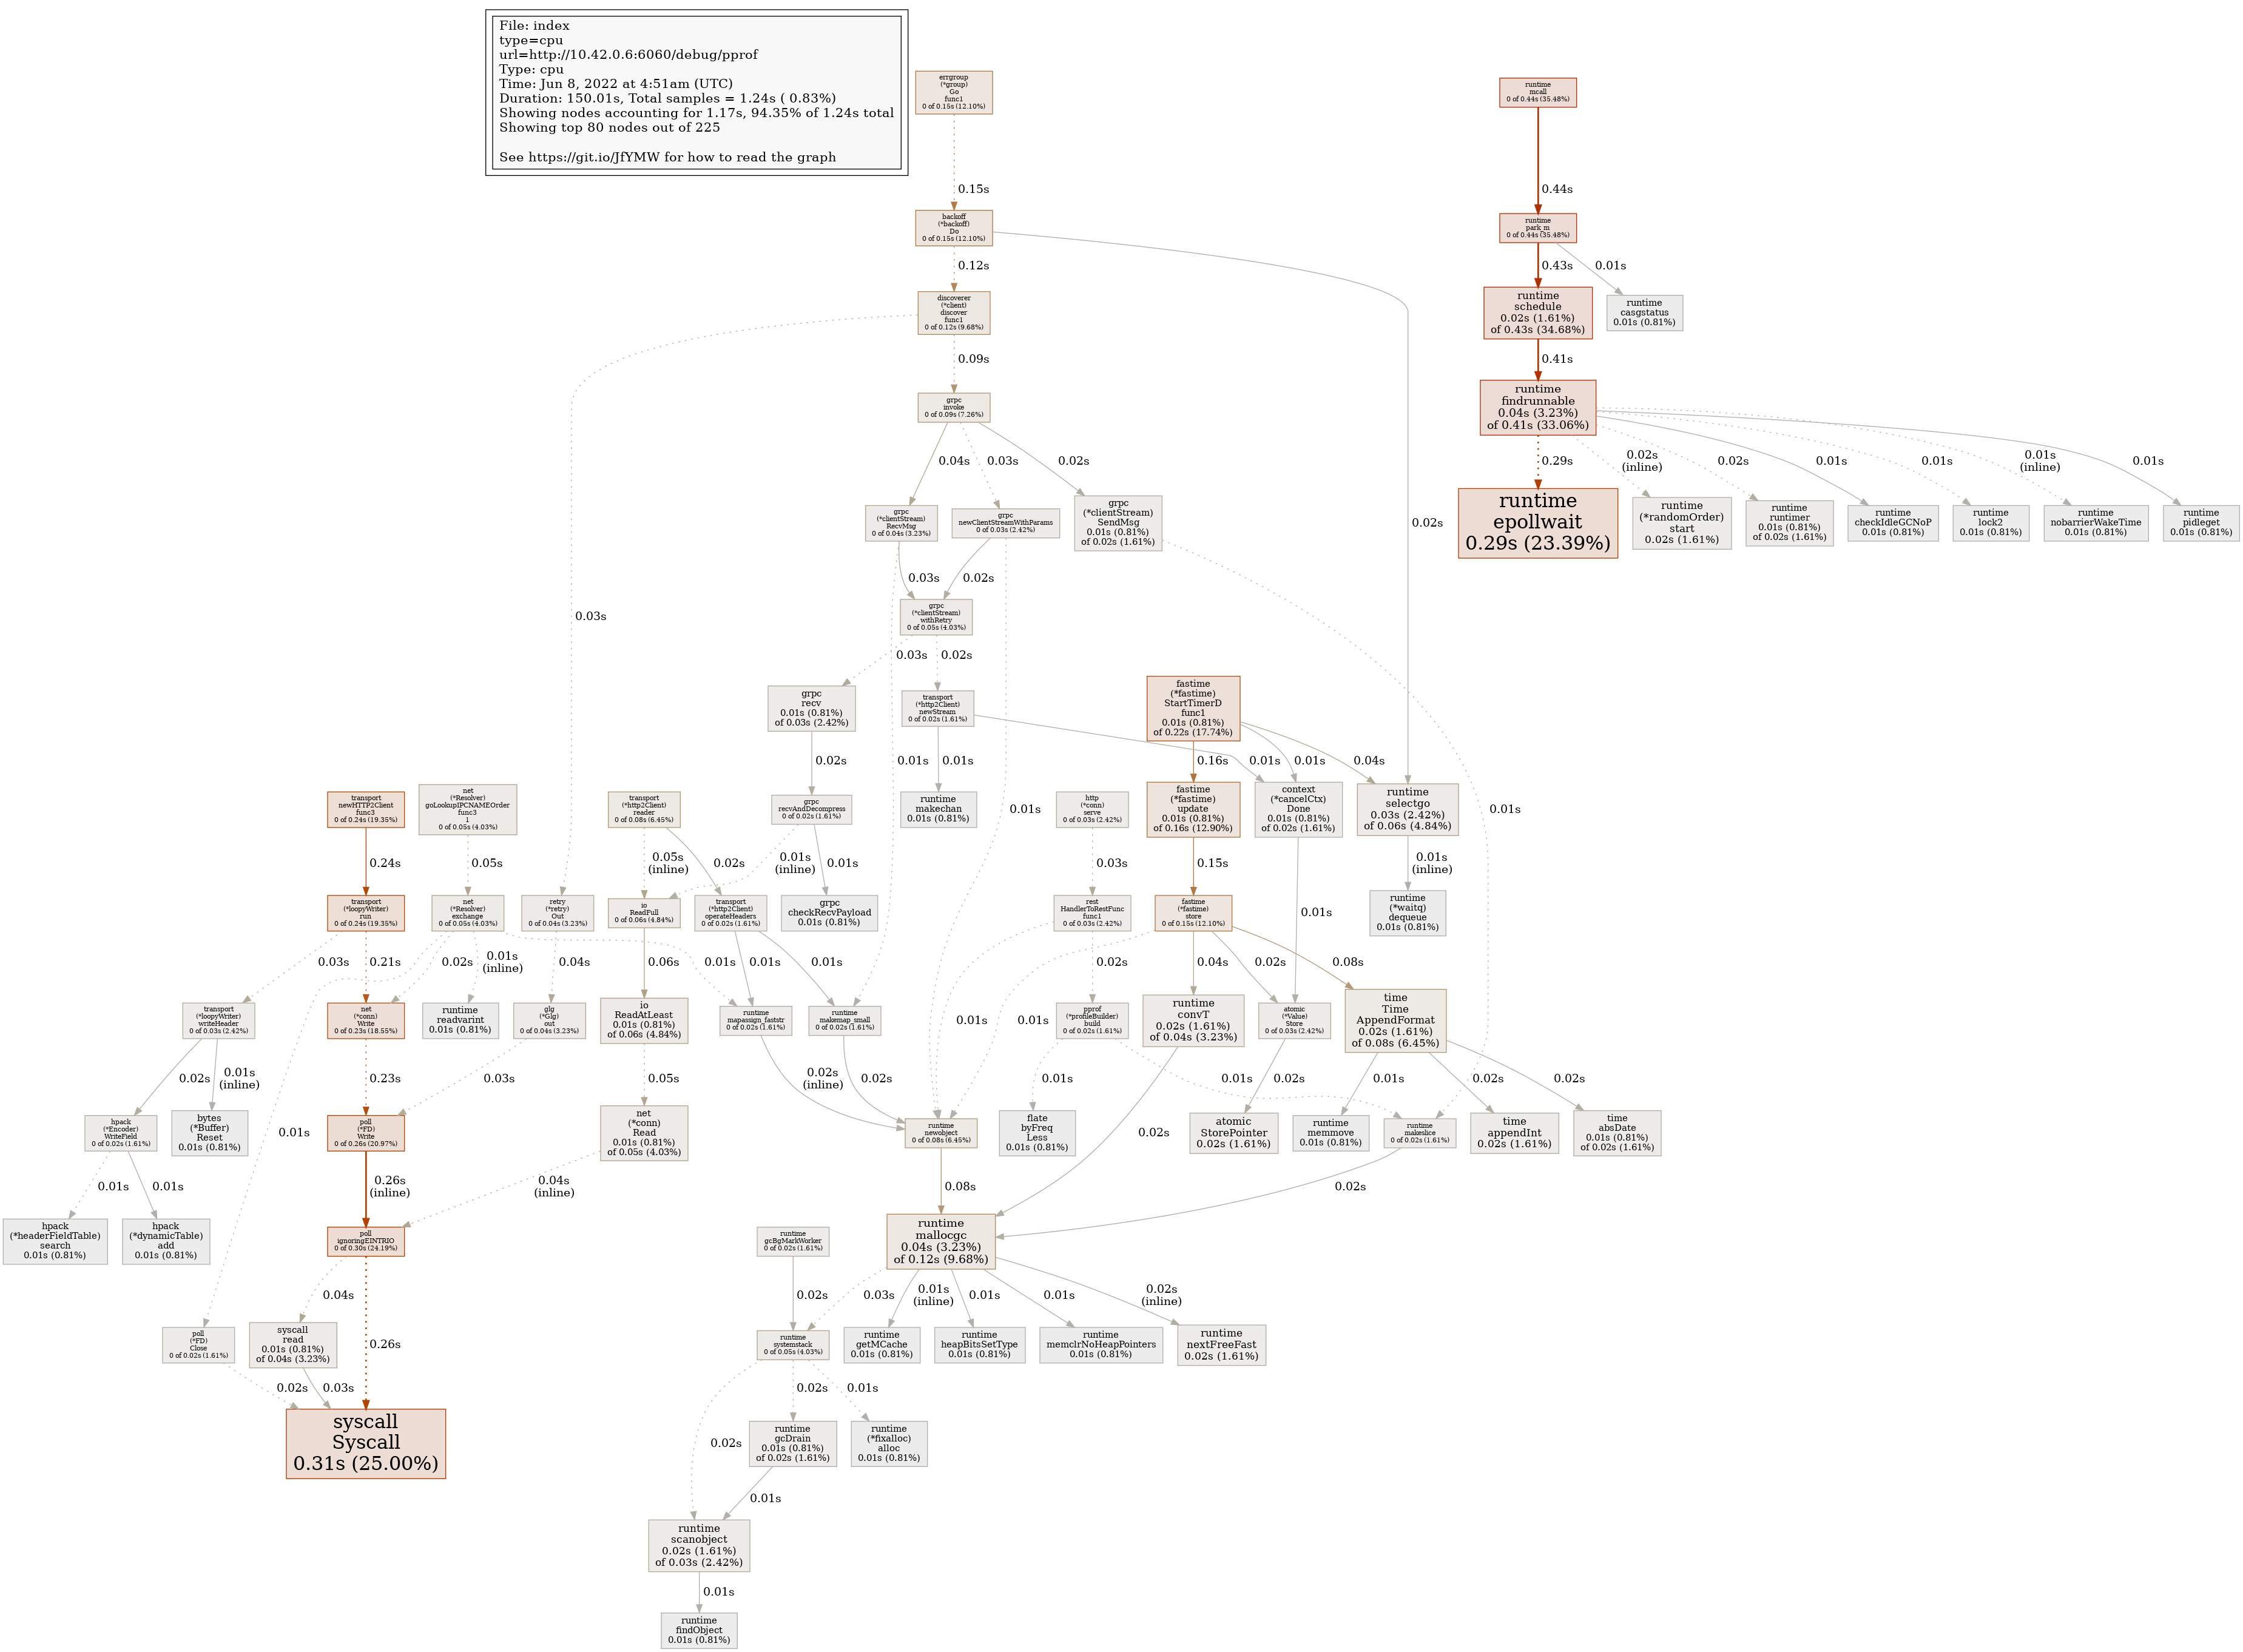 File: index
type=cpu
url=http://10.42.0.6:6060/debug/pprof
Type: cpu
Time: Jun 8, 2022 at 4:51am (UTC)
Duration: 150.01s, Total samples = 1.24s ( 0.83%)
Showing nodes accounting for 1.17s, 94.35% of 1.24s total
Showing top 80 nodes out of 225
See https://git.io/JfYMW for how to read the graph
errgroup
(*group)
Go
func1
0 of 0.15s (12.10%)
runtime
mcall
0 of 0.44s (35.48%)
0.15s
0.44s
backoff
(*backoff)
Do
0 of 0.15s (12.10%)
runtime
park_m
0 of 0.44s (35.48%)
0.12s
0.43s
0.01s
discoverer
(*client)
discover
func1
0 of 0.12s (9.68%)
runtime
schedule
0.02s (1.61%)
of 0.43s (34.68%)
runtime
casgstatus
0.01s (0.81%)
0.09s
0.41s
grpc
invoke
0 of 0.09s (7.26%)
runtime
findrunnable
0.04s (3.23%)
of 0.41s (33.06%)
0.04s
0.03s
0.02s
0.29s
0.02s
(inline)
0.02s
0.01s
0.01s
0.01s
(inline)
0.01s
grpc
(*clientStream)
RecvMsg
0 of 0.04s (3.23%)
grpc
newClientStreamWithParams
0 of 0.03s (2.42%)
grpc
(*clientStream)
SendMsg
0.01s (0.81%)
of 0.02s (1.61%)
0.02s
runtime
epollwait
0.29s (23.39%)
runtime
(*randomOrder)
start
0.02s (1.61%)
runtime
runtimer
0.01s (0.81%)
of 0.02s (1.61%)
runtime
checkIdleGCNoP
0.01s (0.81%)
runtime
lock2
0.01s (0.81%)
runtime
nobarrierWakeTime
0.01s (0.81%)
runtime
pidleget
0.01s (0.81%)
0.03s
0.02s
0.03s
grpc
(*clientStream)
withRetry
0 of 0.05s (4.03%)
0.03s
0.02s
grpc
recv
0.01s (0.81%)
of 0.03s (2.42%)
transport
(*http2Client)
newStream
0 of 0.02s (1.61%)
fastime
(*fastime)
StartTimerD
func1
0.01s (0.81%)
of 0.22s (17.74%)
0.02s
0.01s
0.01s
0.16s
0.01s
0.01s
0.04s
transport
newHTTP2Client
func3
0 of 0.24s (19.35%)
net
(*Resolver)
goLookupIPCNAMEOrder
func3
1
0 of 0.05s (4.03%)
transport
(*http2Client)
reader
0 of 0.08s (6.45%)
grpc
recvAndDecompress
0 of 0.02s (1.61%)
runtime
makechan
0.01s (0.81%)
0.01s
http
(*conn)
serve
0 of 0.03s (2.42%)
fastime
(*fastime)
update
0.01s (0.81%)
of 0.16s (12.90%)
context
(*cancelCtx)
Done
0.01s (0.81%)
of 0.02s (1.61%)
runtime
selectgo
0.03s (2.42%)
of 0.06s (4.84%)
0.01s
0.24s
0.05s
0.05s
(inline)
0.02s
0.01s
(inline)
0.01s
0.03s
0.15s
0.01s
(inline)
transport
(*loopyWriter)
run
0 of 0.24s (19.35%)
net
(*Resolver)
exchange
0 of 0.05s (4.03%)
retry
(*retry)
Out
0 of 0.04s (3.23%)
io
ReadFull
0 of 0.06s (4.84%)
transport
(*http2Client)
operateHeaders
0 of 0.02s (1.61%)
grpc
checkRecvPayload
0.01s (0.81%)
rest
HandlerToRestFunc
func1
0 of 0.03s (2.42%)
fastime
(*fastime)
store
0 of 0.15s (12.10%)
0.01s
runtime
(*waitq)
dequeue
0.01s (0.81%)
0.03s
0.21s
0.02s
0.01s
(inline)
0.04s
0.06s
0.01s
0.01s
0.01s
0.02s
0.04s
0.02s
0.08s
transport
(*loopyWriter)
writeHeader
0 of 0.03s (2.42%)
net
(*conn)
Write
0 of 0.23s (18.55%)
runtime
readvarint
0.01s (0.81%)
glg
(*Glg)
out
0 of 0.04s (3.23%)
io
ReadAtLeast
0.01s (0.81%)
of 0.06s (4.84%)
runtime
mapassign_faststr
0 of 0.02s (1.61%)
runtime
makemap_small
0 of 0.02s (1.61%)
0.01s
0.01s
pprof
(*profileBuilder)
build
0 of 0.02s (1.61%)
runtime
convT
0.02s (1.61%)
of 0.04s (3.23%)
atomic
(*Value)
Store
0 of 0.03s (2.42%)
time
Time
AppendFormat
0.02s (1.61%)
of 0.08s (6.45%)
0.02s
0.01s
(inline)
0.23s
0.03s
0.05s
0.02s
(inline)
0.02s
0.01s
0.01s
0.02s
0.01s
0.02s
0.02s
hpack
(*Encoder)
WriteField
0 of 0.02s (1.61%)
bytes
(*Buffer)
Reset
0.01s (0.81%)
0.01s
poll
(*FD)
Write
0 of 0.26s (20.97%)
net
(*conn)
Read
0.01s (0.81%)
of 0.05s (4.03%)
runtime
newobject
0 of 0.08s (6.45%)
flate
byFreq
Less
0.01s (0.81%)
0.02s
atomic
StorePointer
0.02s (1.61%)
runtime
memmove
0.01s (0.81%)
runtime
makeslice
0 of 0.02s (1.61%)
time
appendInt
0.02s (1.61%)
time
absDate
0.01s (0.81%)
of 0.02s (1.61%)
0.01s
0.01s
0.26s
(inline)
0.04s
(inline)
0.08s
0.02s
hpack
(*headerFieldTable)
search
0.01s (0.81%)
hpack
(*dynamicTable)
add
0.01s (0.81%)
poll
ignoringEINTRIO
0 of 0.30s (24.19%)
runtime
gcBgMarkWorker
0 of 0.02s (1.61%)
runtime
mallocgc
0.04s (3.23%)
of 0.12s (9.68%)
0.04s
0.26s
0.02s
0.03s
0.01s
(inline)
0.01s
0.01s
0.02s
(inline)
poll
(*FD)
Close
0 of 0.02s (1.61%)
syscall
read
0.01s (0.81%)
of 0.04s (3.23%)
runtime
systemstack
0 of 0.05s (4.03%)
runtime
getMCache
0.01s (0.81%)
runtime
heapBitsSetType
0.01s (0.81%)
runtime
memclrNoHeapPointers
0.01s (0.81%)
runtime
nextFreeFast
0.02s (1.61%)
0.02s
0.03s
0.02s
0.02s
0.01s
syscall
Syscall
0.31s (25.00%)
runtime
gcDrain
0.01s (0.81%)
of 0.02s (1.61%)
runtime
(*fixalloc)
alloc
0.01s (0.81%)
0.01s
runtime
scanobject
0.02s (1.61%)
of 0.03s (2.42%)
0.01s
runtime
findObject
0.01s (0.81%)